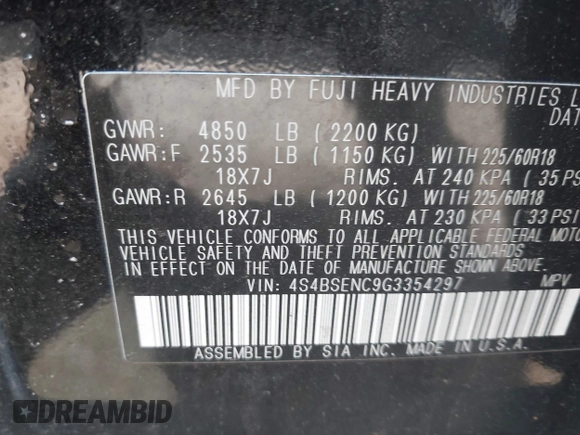 MFD BY FUJI HEAVY INDUSTRIES
GVWR: 4850 LB (2200 KG)
GAWR:F 2535 LB (1150 KG) WITH 225/60R18
18X7J RIMS. AT 240 KPA (35 PS
GAWR:R 2645 LB (1200 KG) WITH 225/60R18
18X7J RIMS. AT 230 KPA (33 PSI
THIS VEHICLE CONFORMS TO ALL APPLICABLE FEDERAL MOTO
VEHICLE SAFETY AND THEFT PREVENTION STANDARDS
IN EFFECT ON THE DATE OF MANUFACTURE SHOWN ABOVE.
VIN: 4S4BSENC9G3354297 MPV
ASSEMBLED BY SIA INC. MADE IN U.S.A.
DREAMBID